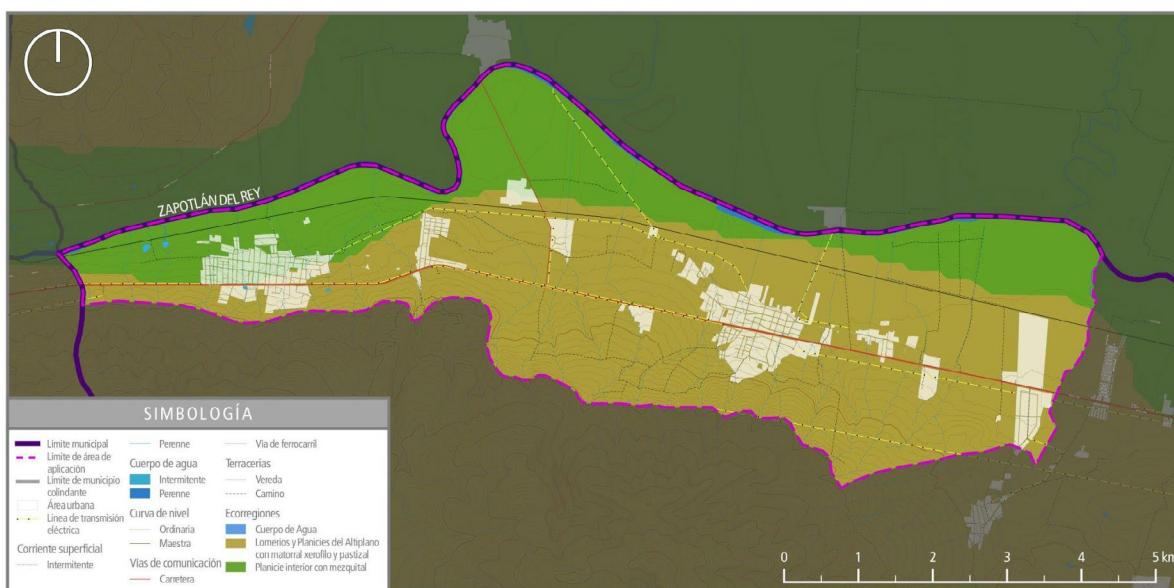 ZAPOTLÁN DEL REY
SIMBOLOGÍA
Límite municipal
Límite de área de
aplicación
Límite de municipio
colindante
Área urbana
Línea de transmisión
eléctrica
Corriente superficial
Intermitente
Perenne
Cuerpo de agua
Intermitente
Perenne
Curva de nivel
Ordinaria
Maestra
Vías de comunicación
Carretera
Vía de ferrocarril
Terracerías
Vereda
Camino
Ecorregiones
Cuerpo de Agua
Lomeríos y Planicies del Altiplano
con matorral xerofilo y pastizal
Planicie interior con mezquital
0 1 2 3 4 5 km